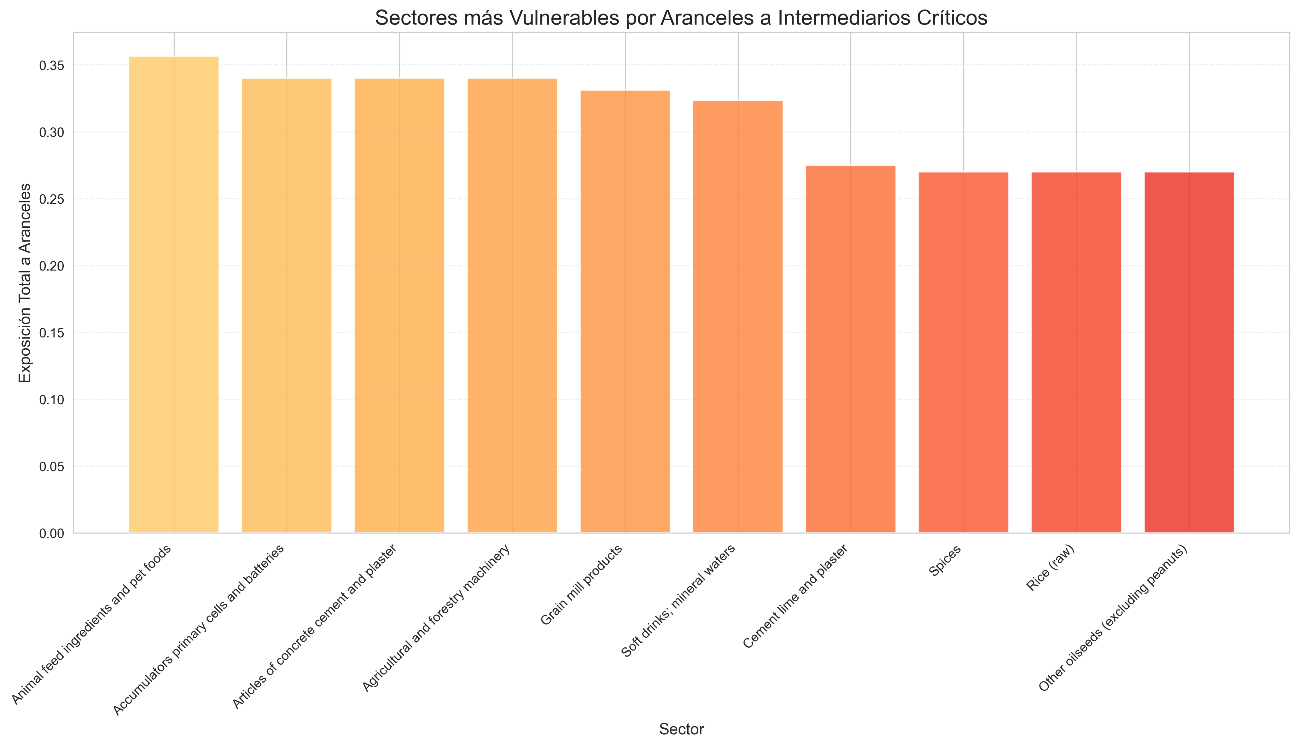 Sectores más Vulnerables por Aranceles a Intermediarios Críticos
Exposición Total a Aranceles
0.35
0.30
0.25
0.20
0.15
0.10
0.05
0.00
Animal feed ingredients and pet foods
Accumulators primary cells and batteries
Articles of concrete cement and plaster
Agricultural and forestry machinery
Grain mill products
Soft drinks; mineral waters
Cement lime and plaster
Spices
Rice (raw)
Other oilseeds (excluding peanuts)
Sector